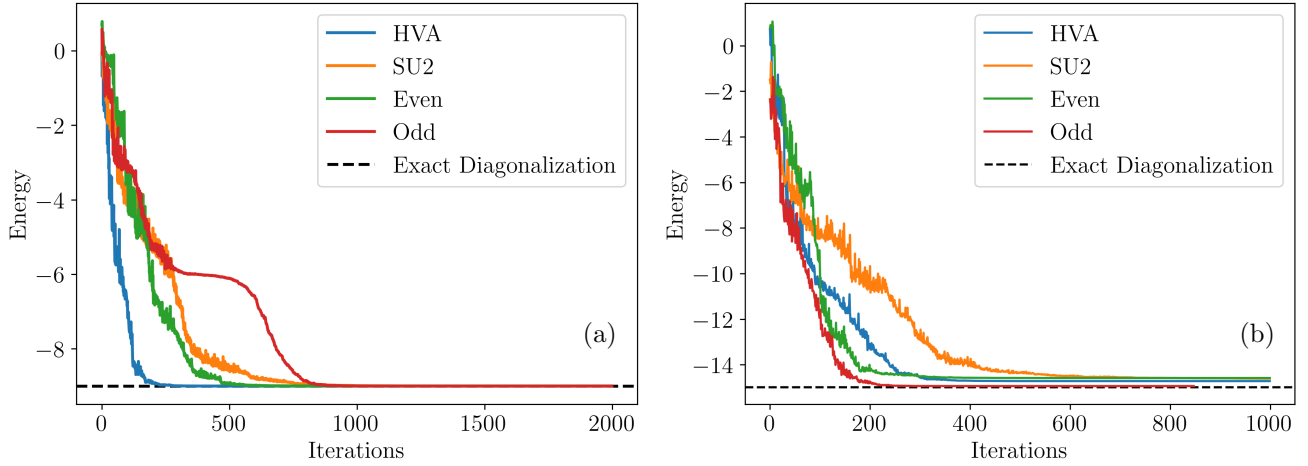 0
−2
−4
−6
−8
Energy
0
500
1000
1500
2000
Iterations
HVA
SU2
Even
Odd
Exact Diagonalization
(a)
0
−2
−4
−6
−8
−10
−12
−14
Energy
0
200
400
600
800
1000
Iterations
HVA
SU2
Even
Odd
Exact Diagonalization
(b)